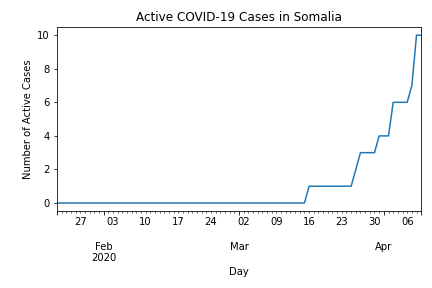 Active COVID-19 Cases in Somalia
Number of Active Cases
10
8
6
4
2
0
27 03 10 17 24 02 09 16 23 30 06
Feb Mar Apr
2020
Day